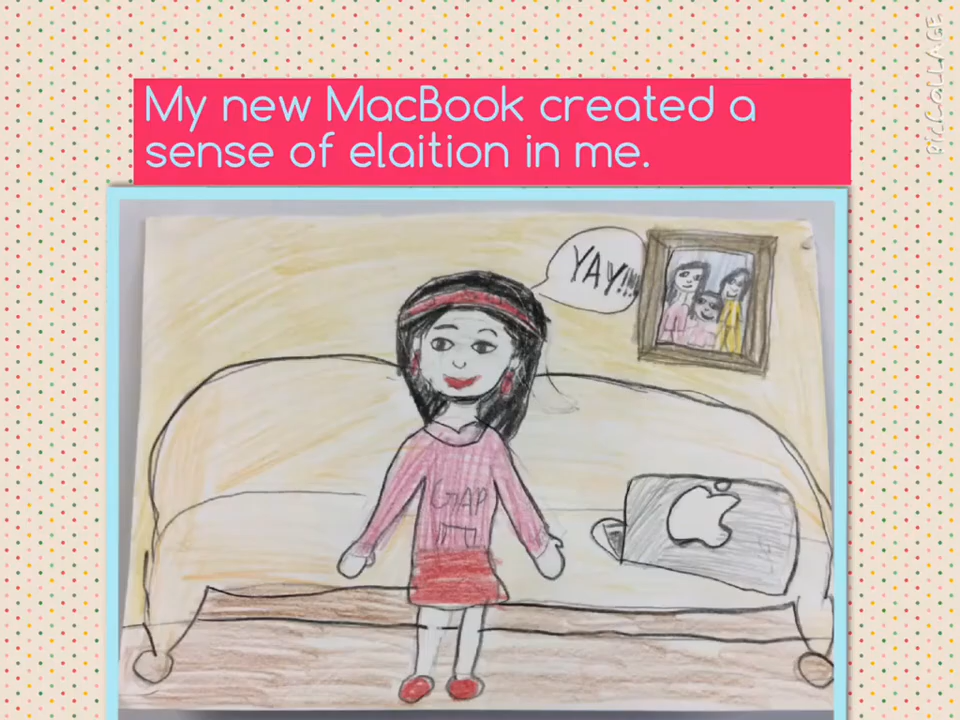 My new MacBook created a
sense of elaition in me.
YAY!!!
GAP
PicCOLLAGE